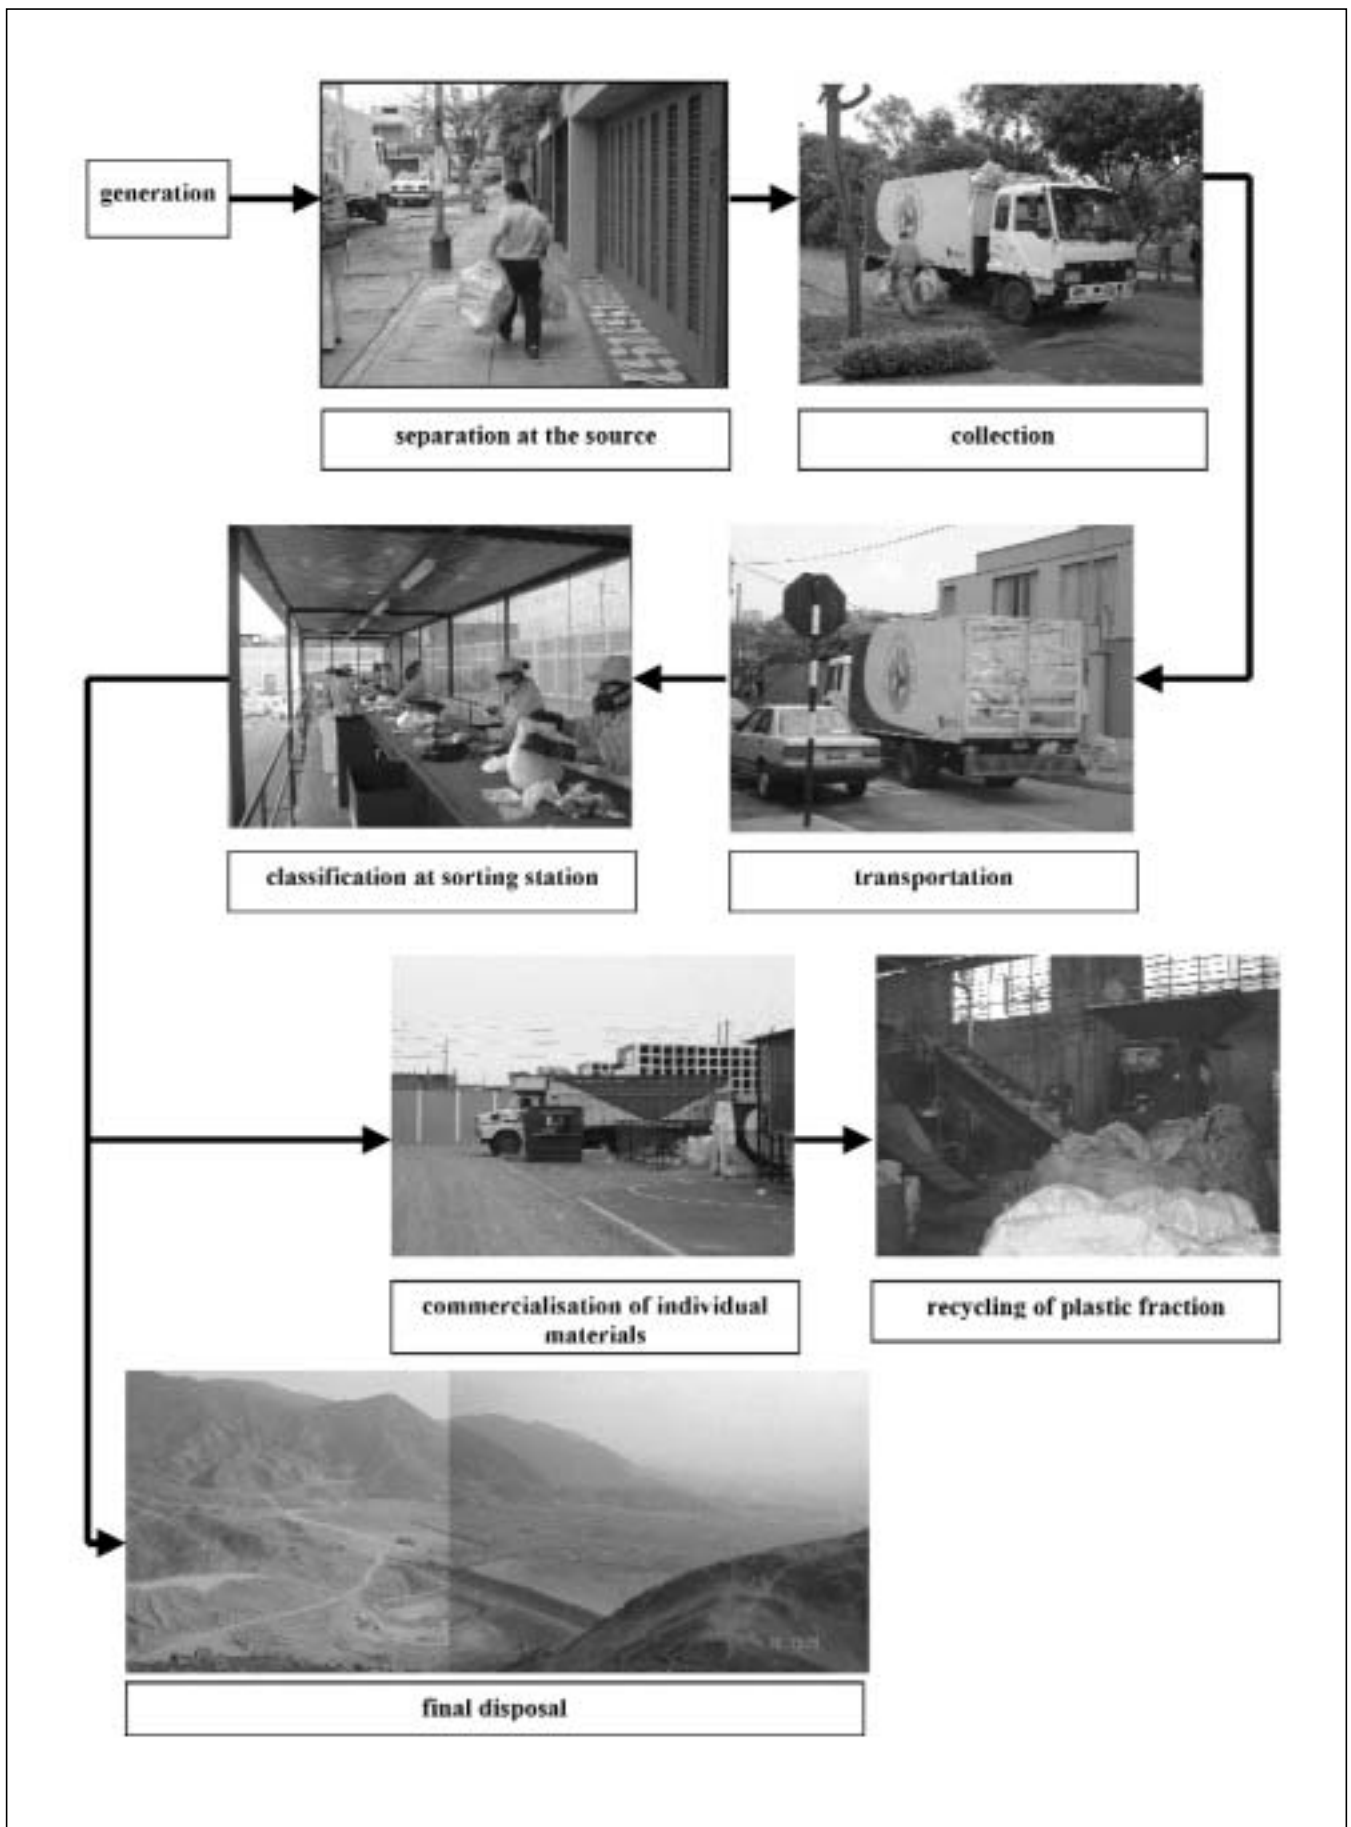 generation
separation at the source
collection
classification at sorting station
transportation
commercialisation of individual
materials
recycling of plastic fraction
final disposal